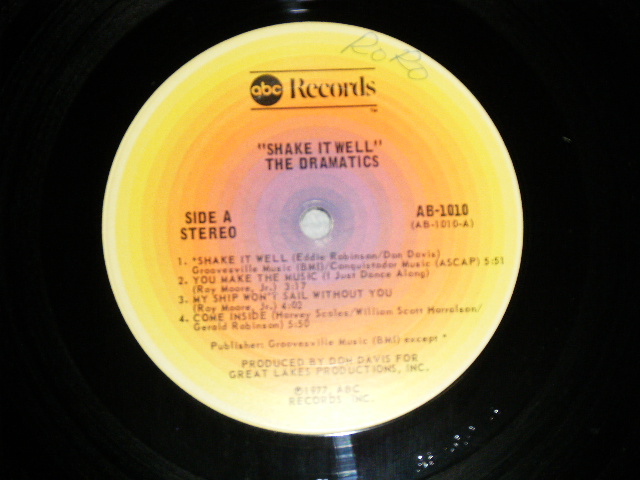 RoRo
abc Records
TM
"SHAKE IT WELL"
THE DRAMATICS
SIDE A
STEREO
AB-1010
(AB-1010-A)
1. *SHAKE IT WELL (Eddie Robinson/Don Davis)
Groovesville Music (BMI)/Conquistador Music (ASCAP) 5:51
2. YOU MAKE THE MUSIC (I Just Dance Along)
(Roy Moore, Jr.) 3:17
3. MY SHIP WON'T SAIL WITHOUT YOU
(Roy Moore, Jr.) 4:02
4. COME INSIDE (Harvey Scales/William Scott Harralson/
Gerald Robinson) 5:50
Publisher: Groovesville Music (BMI) except *
PRODUCED BY DON DAVIS FOR
GREAT LAKES PRODUCTIONS, INC.
©1977, ABC
RECORDS, INC.